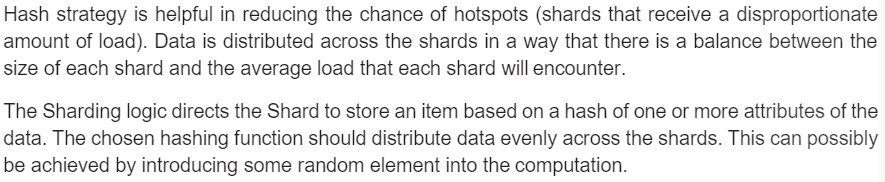 Hash strategy is helpful in reducing the chance of hotspots (shards that receive a disproportionate
amount of load). Data is distributed across the shards in a way that there is a balance between the
size of each shard and the average load that each shard will encounter.
The Sharding logic directs the Shard to store an item based on a hash of one or more attributes of the
data. The chosen hashing function should distribute data evenly across the shards. This can possibly
be achieved by introducing some random element into the computation.